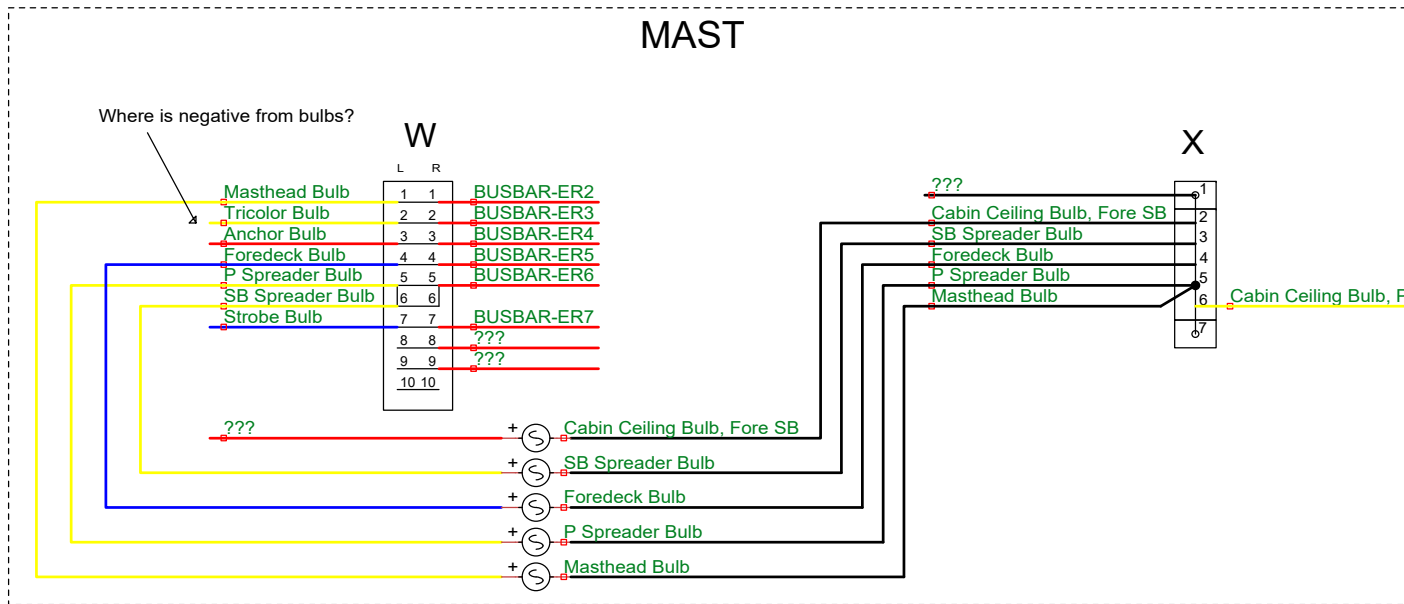 MAST
Where is negative from bulbs?
W
X
L R
Masthead Bulb 1 1 BUSBAR-ER2
Tricolor Bulb 2 2 BUSBAR-ER3
Anchor Bulb 3 3 BUSBAR-ER4
Foredeck Bulb 4 4 BUSBAR-ER5
P Spreader Bulb 5 5 BUSBAR-ER6
SB Spreader Bulb 6 6
Strobe Bulb 7 7 BUSBAR-ER7
8 8 ???
9 9 ???
10 10
??? 1
Cabin Ceiling Bulb, Fore SB 2
SB Spreader Bulb 3
Foredeck Bulb 4
P Spreader Bulb 5
Masthead Bulb 6 Cabin Ceiling Bulb,
7
??? + Cabin Ceiling Bulb, Fore SB
+ SB Spreader Bulb
+ Foredeck Bulb
+ P Spreader Bulb
+ Masthead Bulb